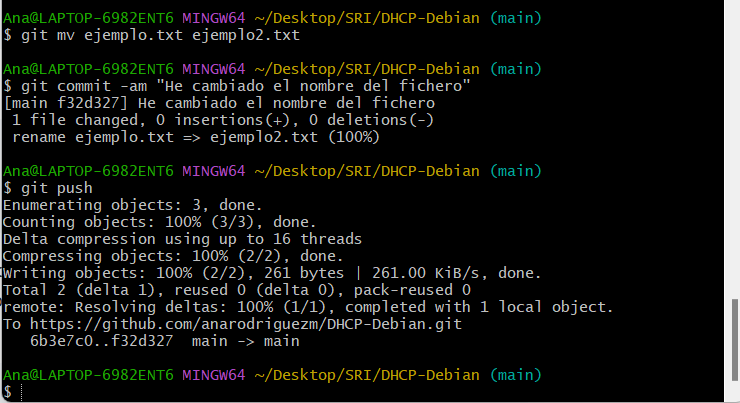 Ana@LAPTOP-6982ENT6 MINGW64 ~/Desktop/SRI/DHCP-Debian (main)
$ git mv ejemplo.txt ejemplo2.txt
Ana@LAPTOP-6982ENT6 MINGW64 ~/Desktop/SRI/DHCP-Debian (main)
$ git commit -am "He cambiado el nombre del fichero"
[main f32d327] He cambiado el nombre del fichero
 1 file changed, 0 insertions(+), 0 deletions(-)
 rename ejemplo.txt => ejemplo2.txt (100%)
Ana@LAPTOP-6982ENT6 MINGW64 ~/Desktop/SRI/DHCP-Debian (main)
$ git push
Enumerating objects: 3, done.
Counting objects: 100% (3/3), done.
Delta compression using up to 16 threads
Compressing objects: 100% (2/2), done.
Writing objects: 100% (2/2), 261 bytes | 261.00 KiB/s, done.
Total 2 (delta 1), reused 0 (delta 0), pack-reused 0
remote: Resolving deltas: 100% (1/1), completed with 1 local object.
To https://github.com/anarodriguezm/DHCP-Debian.git
   6b3e7c0..f32d327  main -> main
Ana@LAPTOP-6982ENT6 MINGW64 ~/Desktop/SRI/DHCP-Debian (main)
$